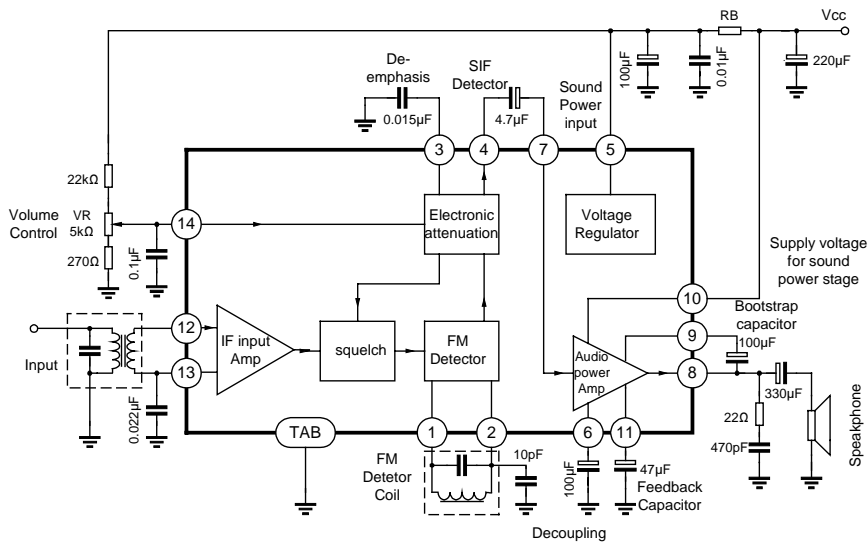 RB
Vcc
100µF
0.01µF
220µF
De-
emphasis
0.015µF
SIF
Detector
4.7µF
Sound
Power
input
3
4
7
5
22kΩ
Volume
Control
VR
5kΩ
270Ω
0.1µF
14
Electronic
attenuation
Voltage
Regulator
Supply voltage
for sound
power stage
10
Bootstrap
capacitor
100µF
Input
12
13
IF input
Amp
squelch
FM
Detector
Audio
power
Amp
9
8
330µF
22Ω
470pF
Speakphone
0.022µF
TAB
1
2
6
11
FM
Detetor
Coil
10pF
100µF
47µF
Feedback
Capacitor
Decoupling